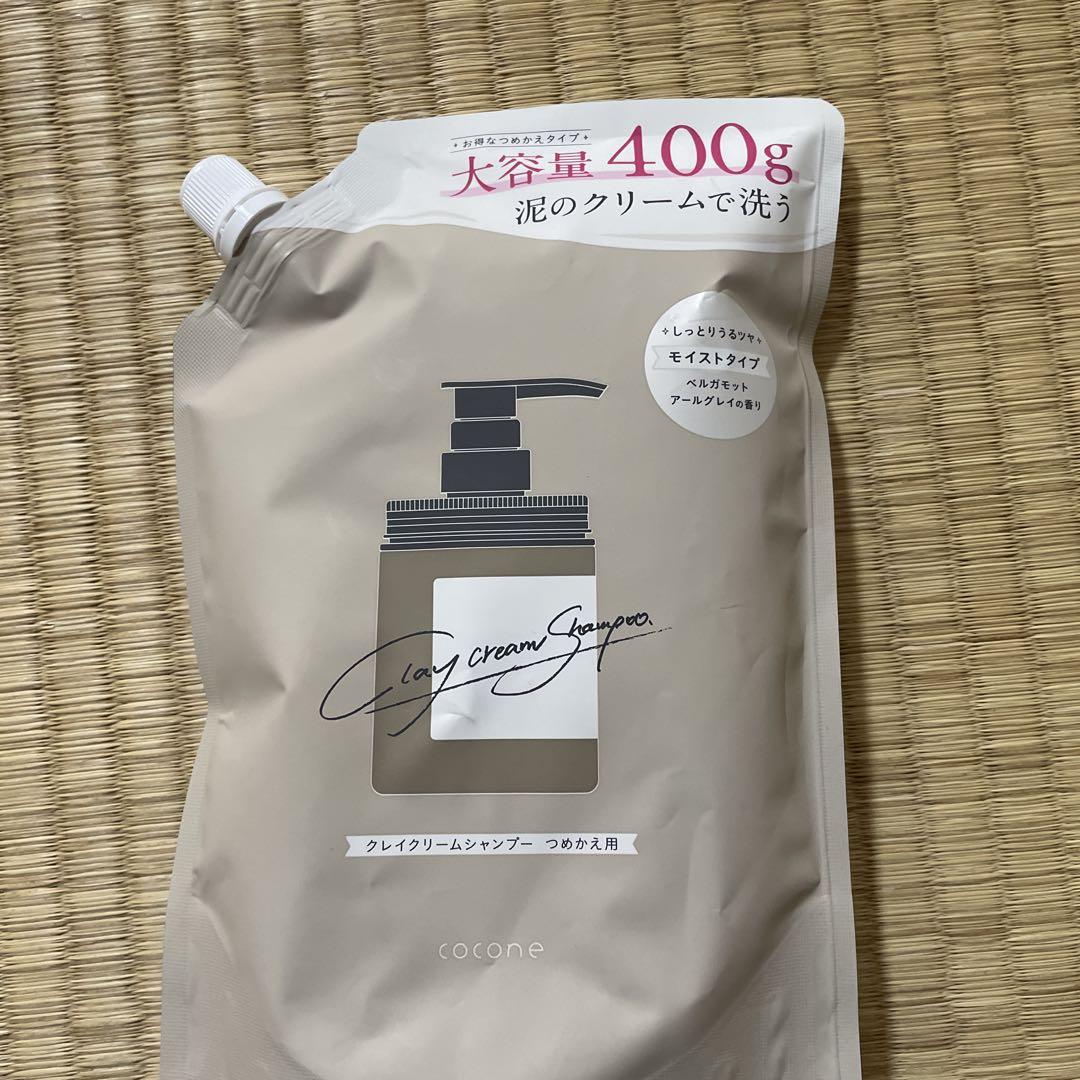 お得なつめかえタイプ
大容量 400g
泥のクリームで洗う
しっとりうるツヤ
モイストタイプ
ベルガモット
アールグレイの香り
Clay cream Shampoo.
クレイクリームシャンプー つめかえ用
cocone